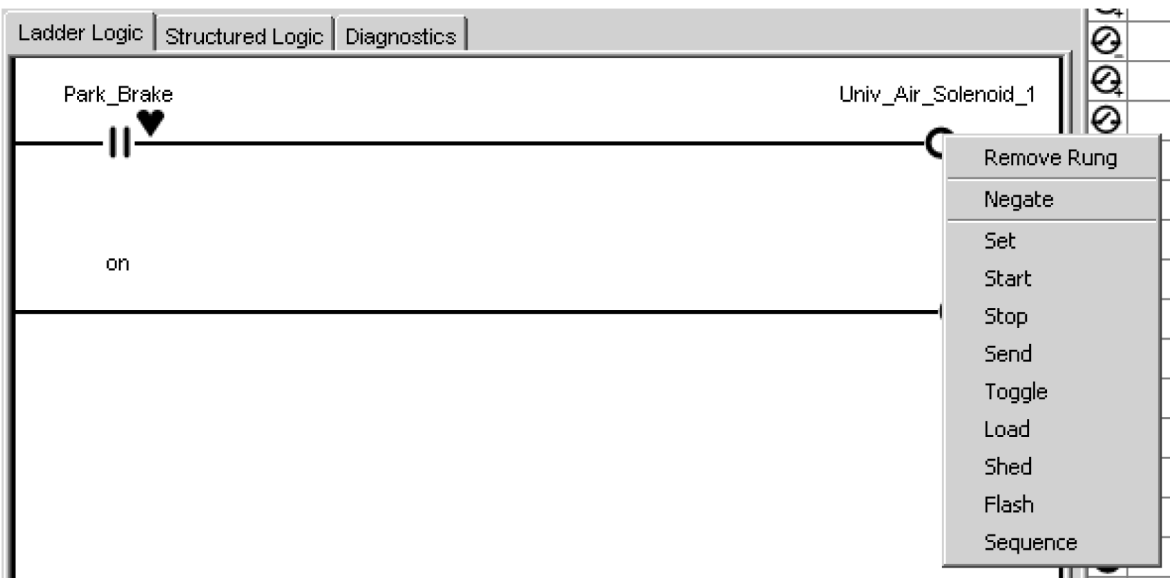 Ladder Logic Structured Logic Diagnostics
Park_Brake Univ_Air_Solenoid_1
Remove Rung
Negate
Set
on
Start
Stop
Send
Toggle
Load
Shed
Flash
Sequence